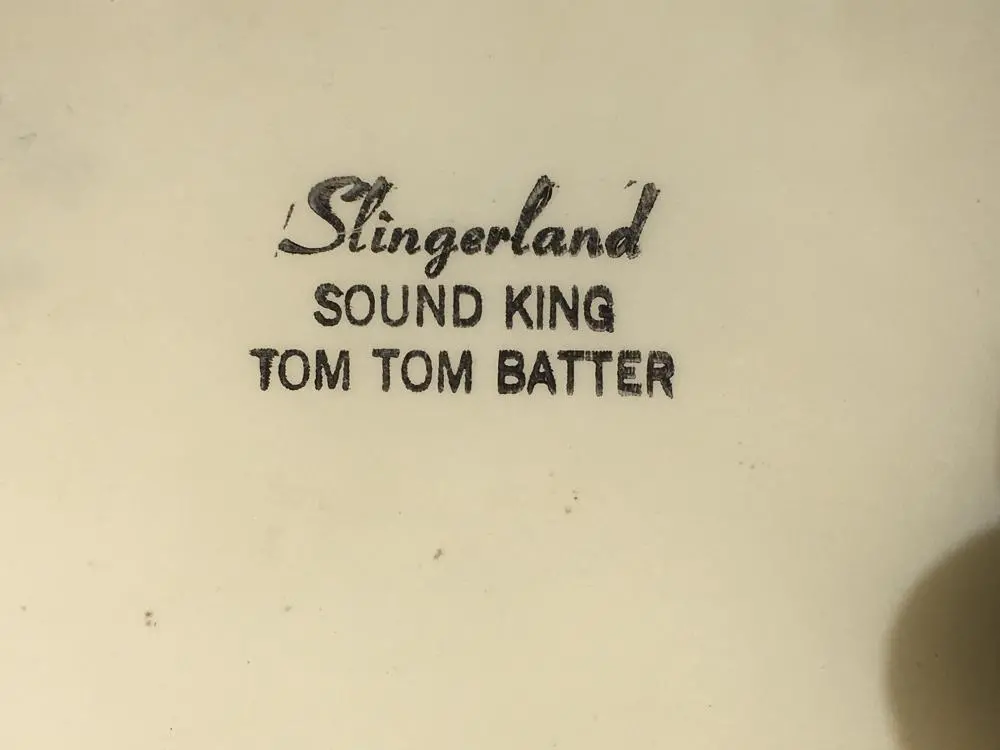 Slingerland
SOUND KING
TOM TOM BATTER